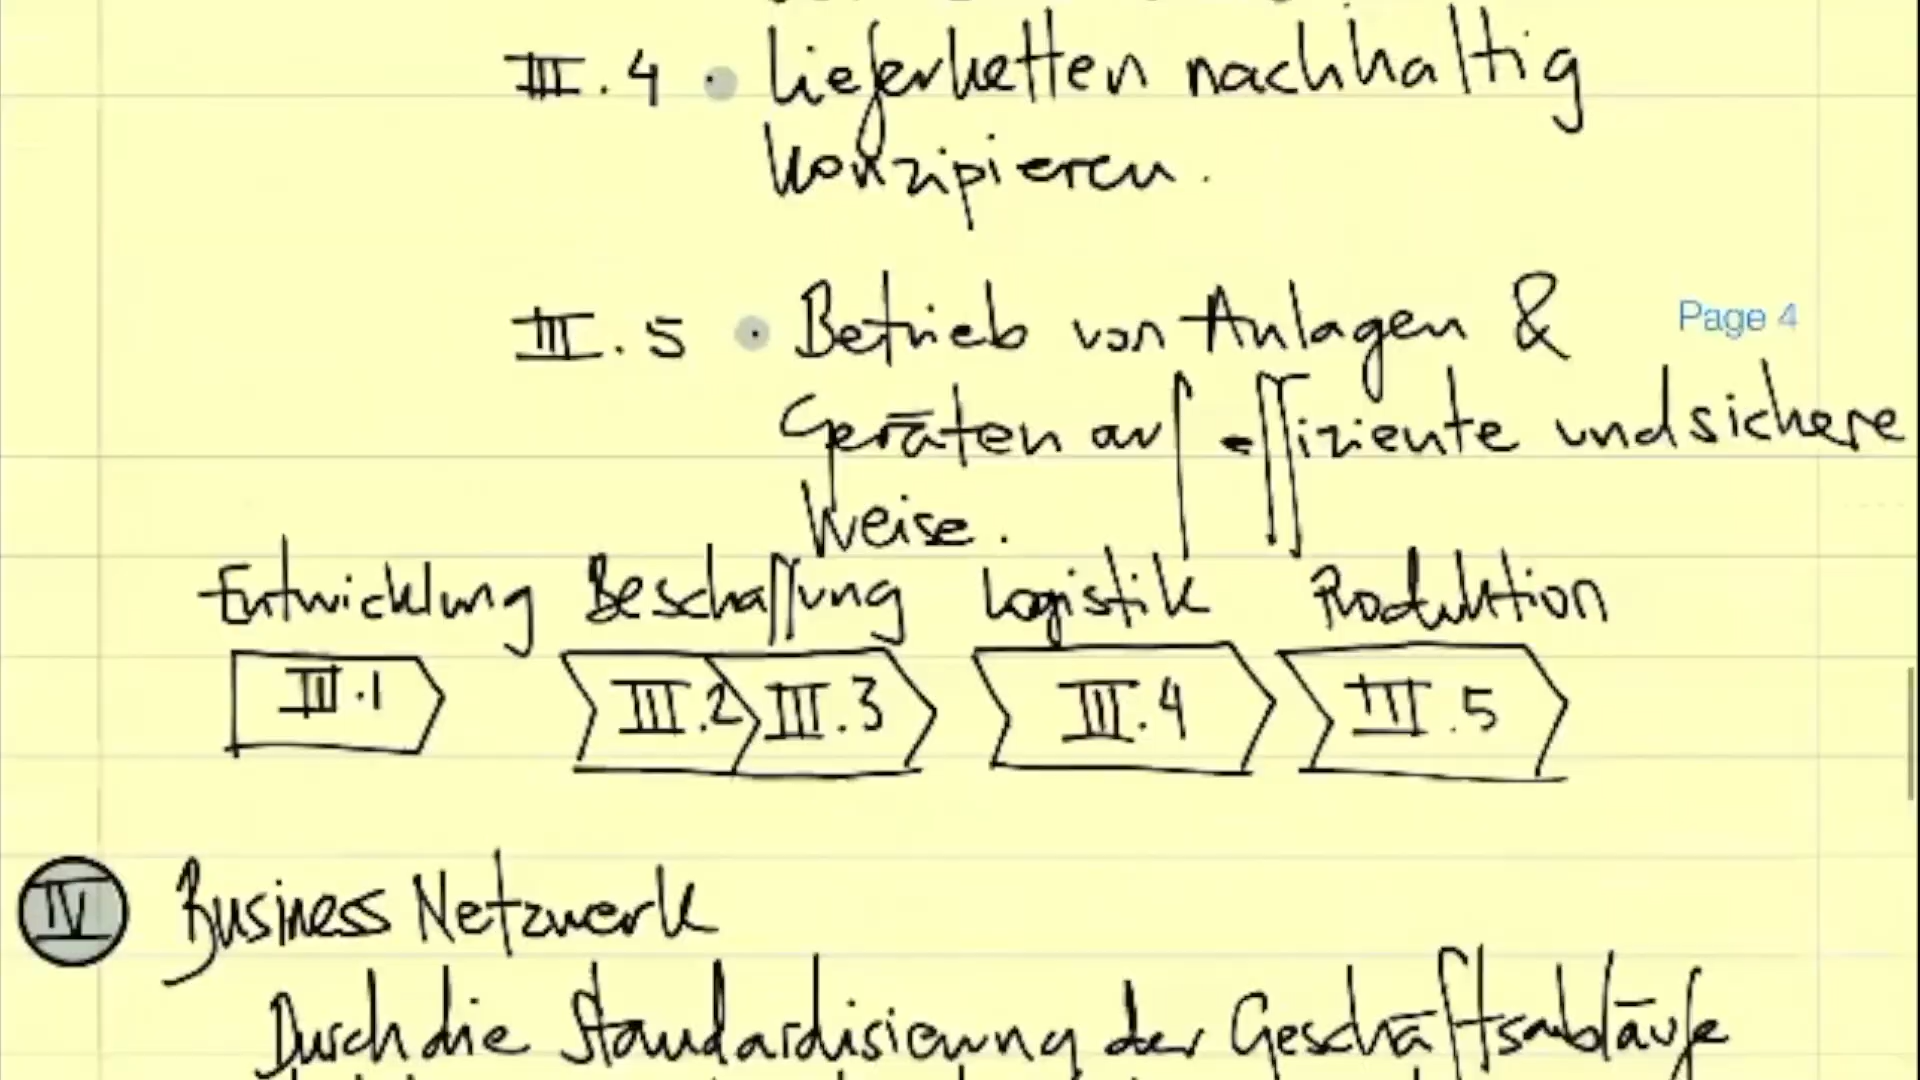 III.4 • Lieferketten nachhaltig
konzipieren.
III.5 • Betrieb von Anlagen &
Page 4
Geräten auf effiziente und sichere
Weise.
Entwicklung Beschaffung Logistik Produktion
III.1 III.2 III.3 III.4 III.5
IV Business Netzwerk
Durch die Standardisierung der Geschäftsabläufe